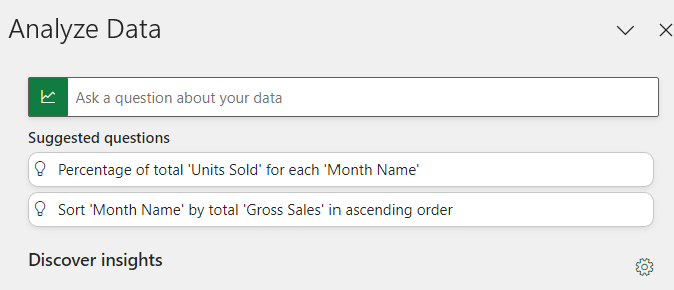 Analyze Data
Ask a question about your data
Suggested questions
Percentage of total 'Units Sold' for each 'Month Name'
Sort 'Month Name' by total 'Gross Sales' in ascending order
Discover insights